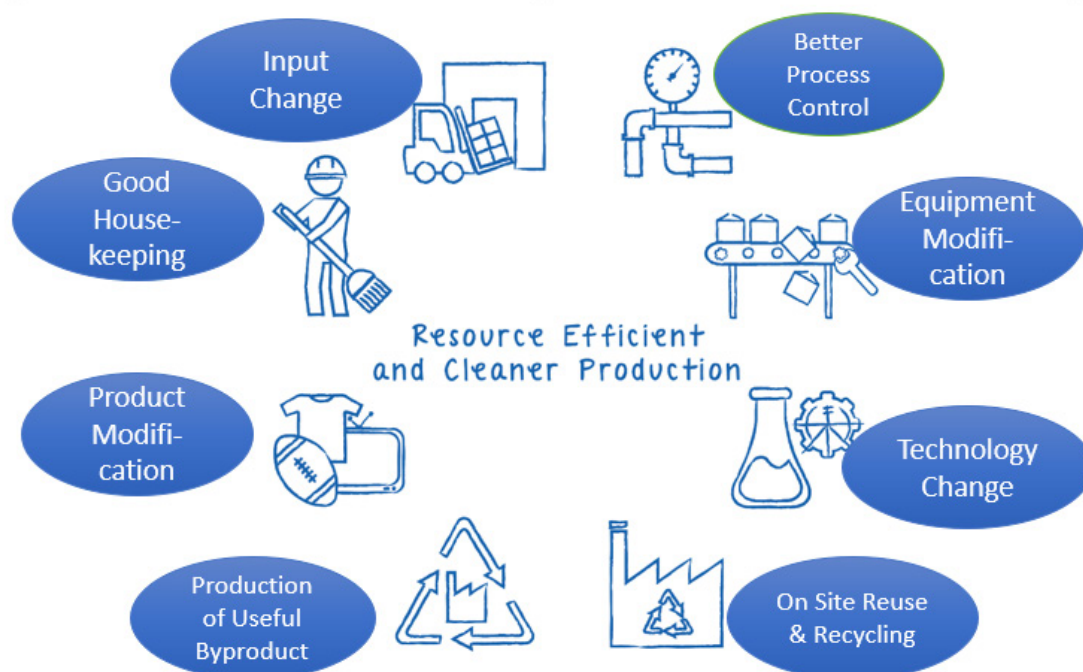 Input
Change
Better
Process
Control
Good
House-
keeping
Equipment
Modifi-
cation
Resource Efficient
and Cleaner Production
Product
Modifi-
cation
Technology
Change
Production
of Useful
Byproduct
On Site Reuse
& Recycling